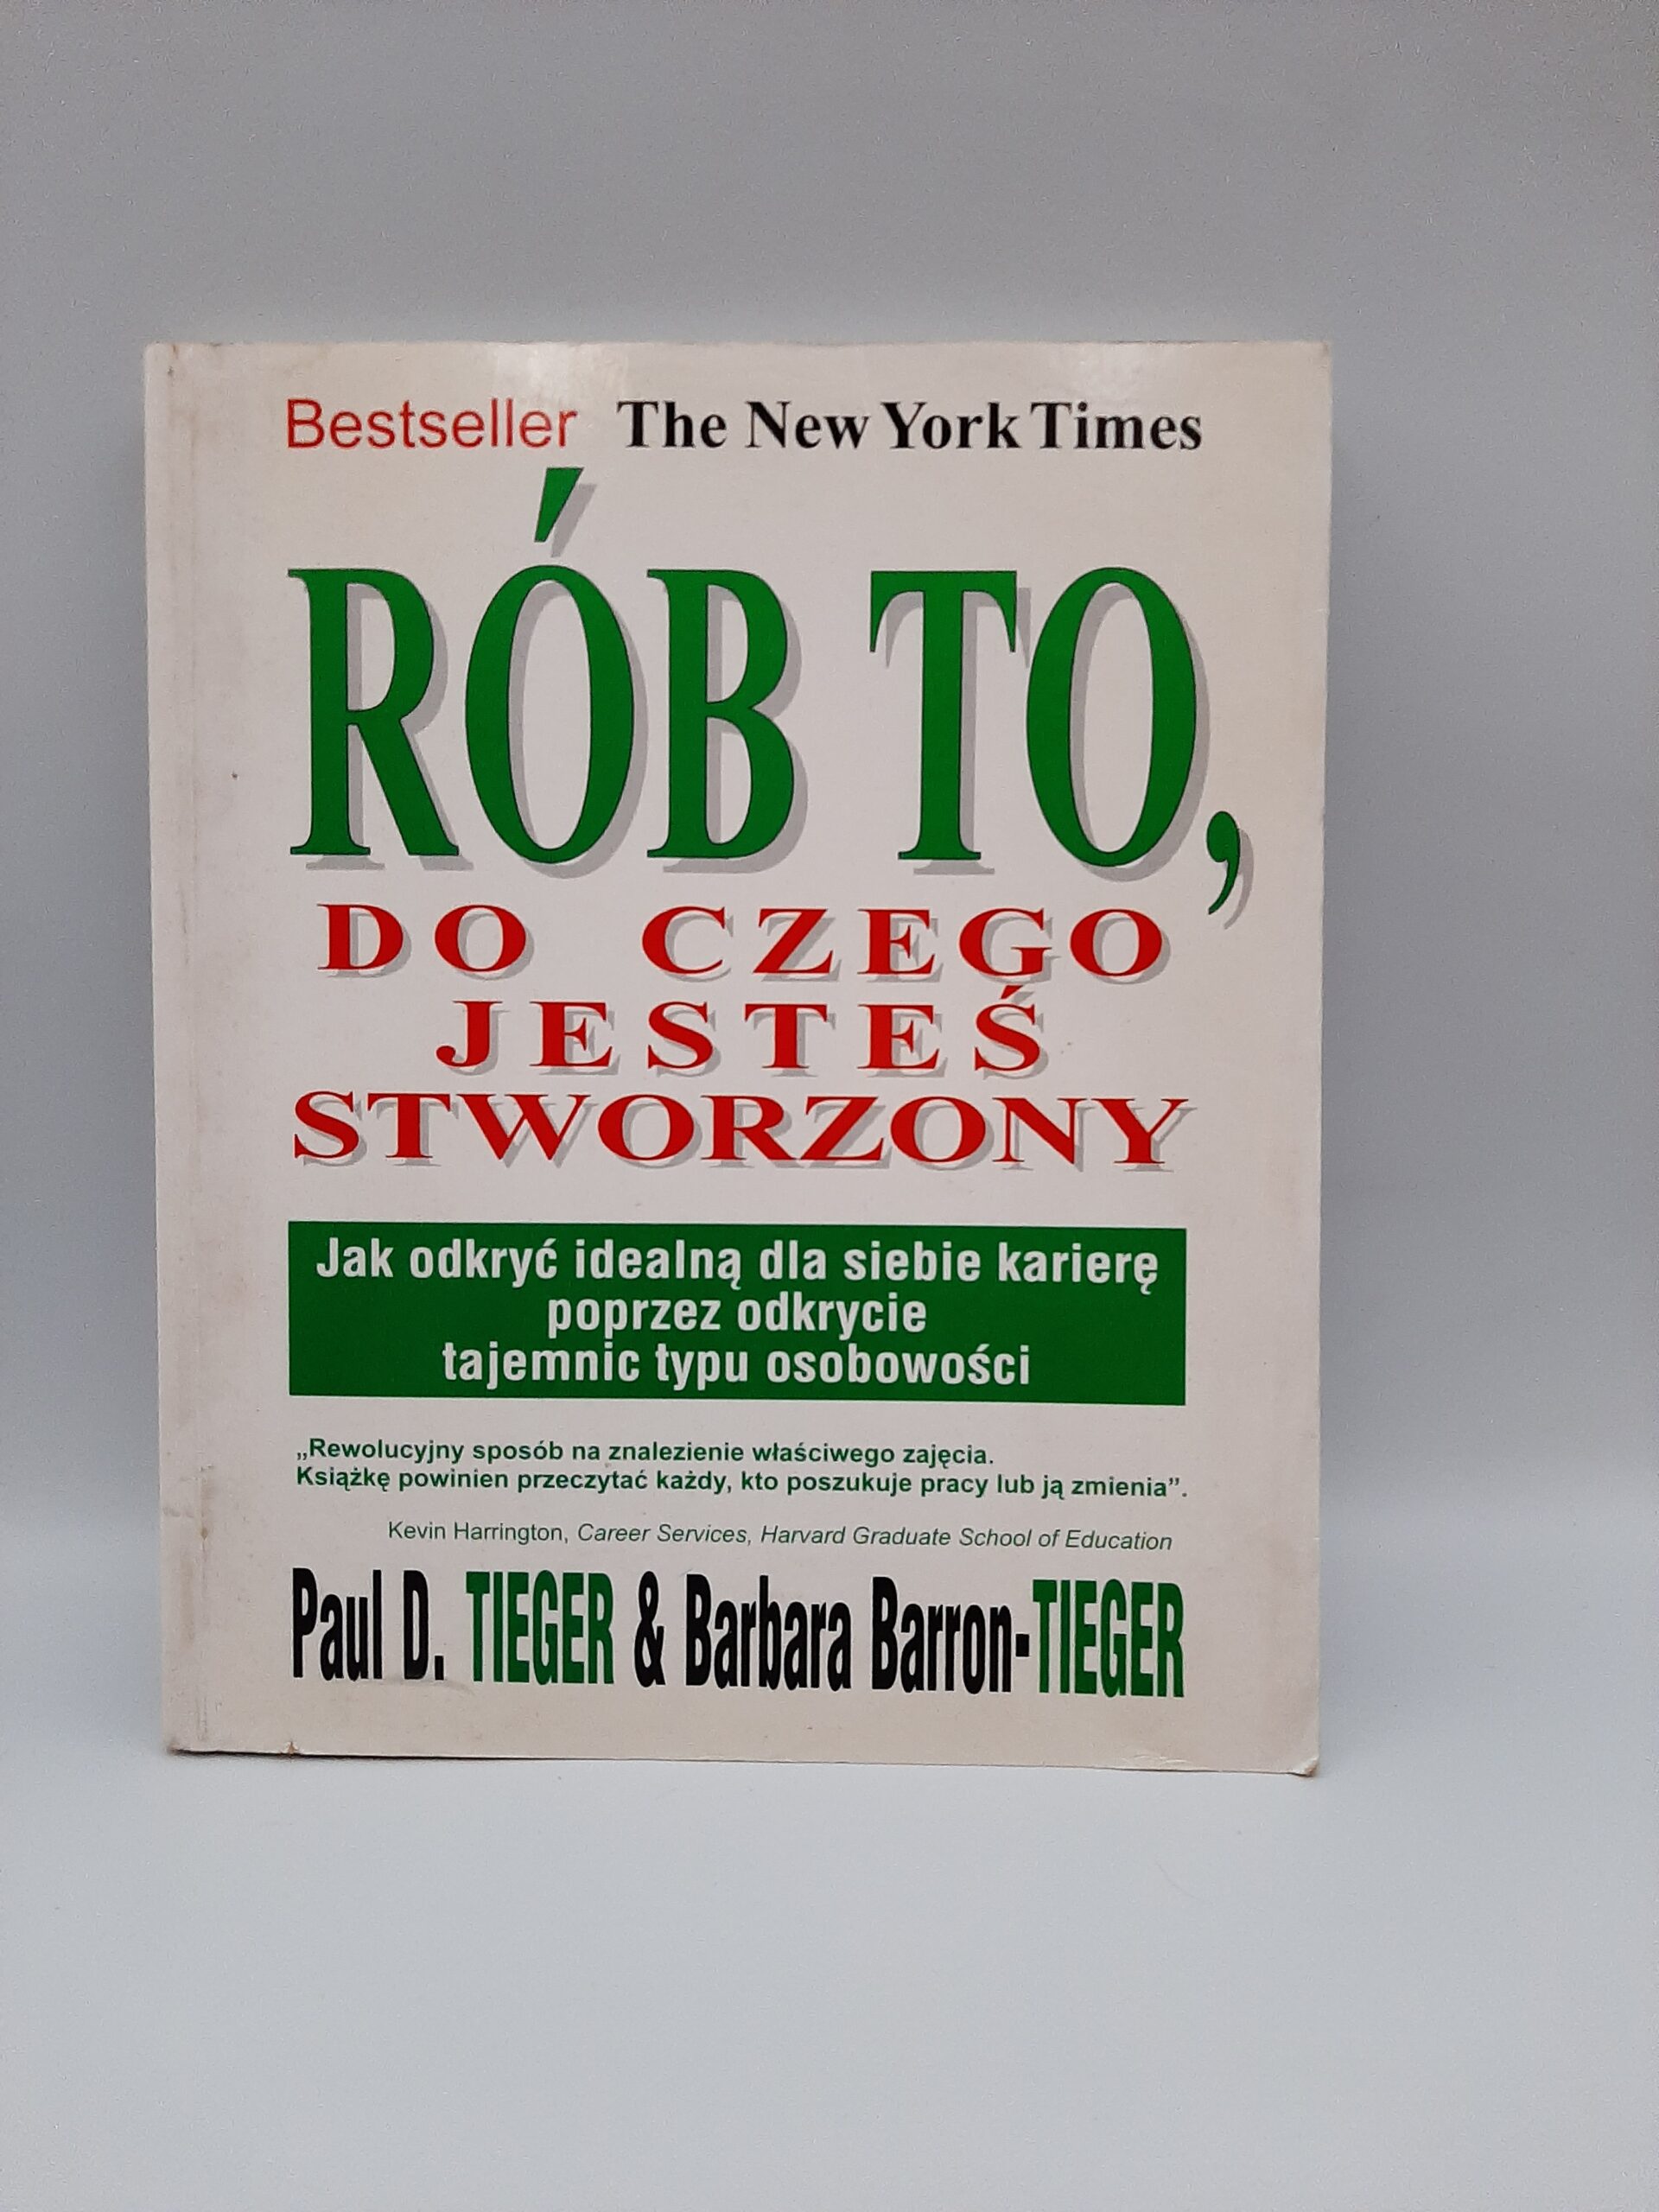 Bestseller The New York Times
RÓB TO,
DO CZEGO
JESTEŚ
STWORZONY
Jak odkryć idealną dla siebie karierę
poprzez odkrycie
tajemnic typu osobowości
„Rewolucyjny sposób na znalezienie właściwego zajęcia.
Książkę powinien przeczytać każdy, kto poszukuje pracy lub ją zmienia”.
Kevin Harrington, Career Services, Harvard Graduate School of Education
Paul D. TIEGER & Barbara Barron-TIEGER